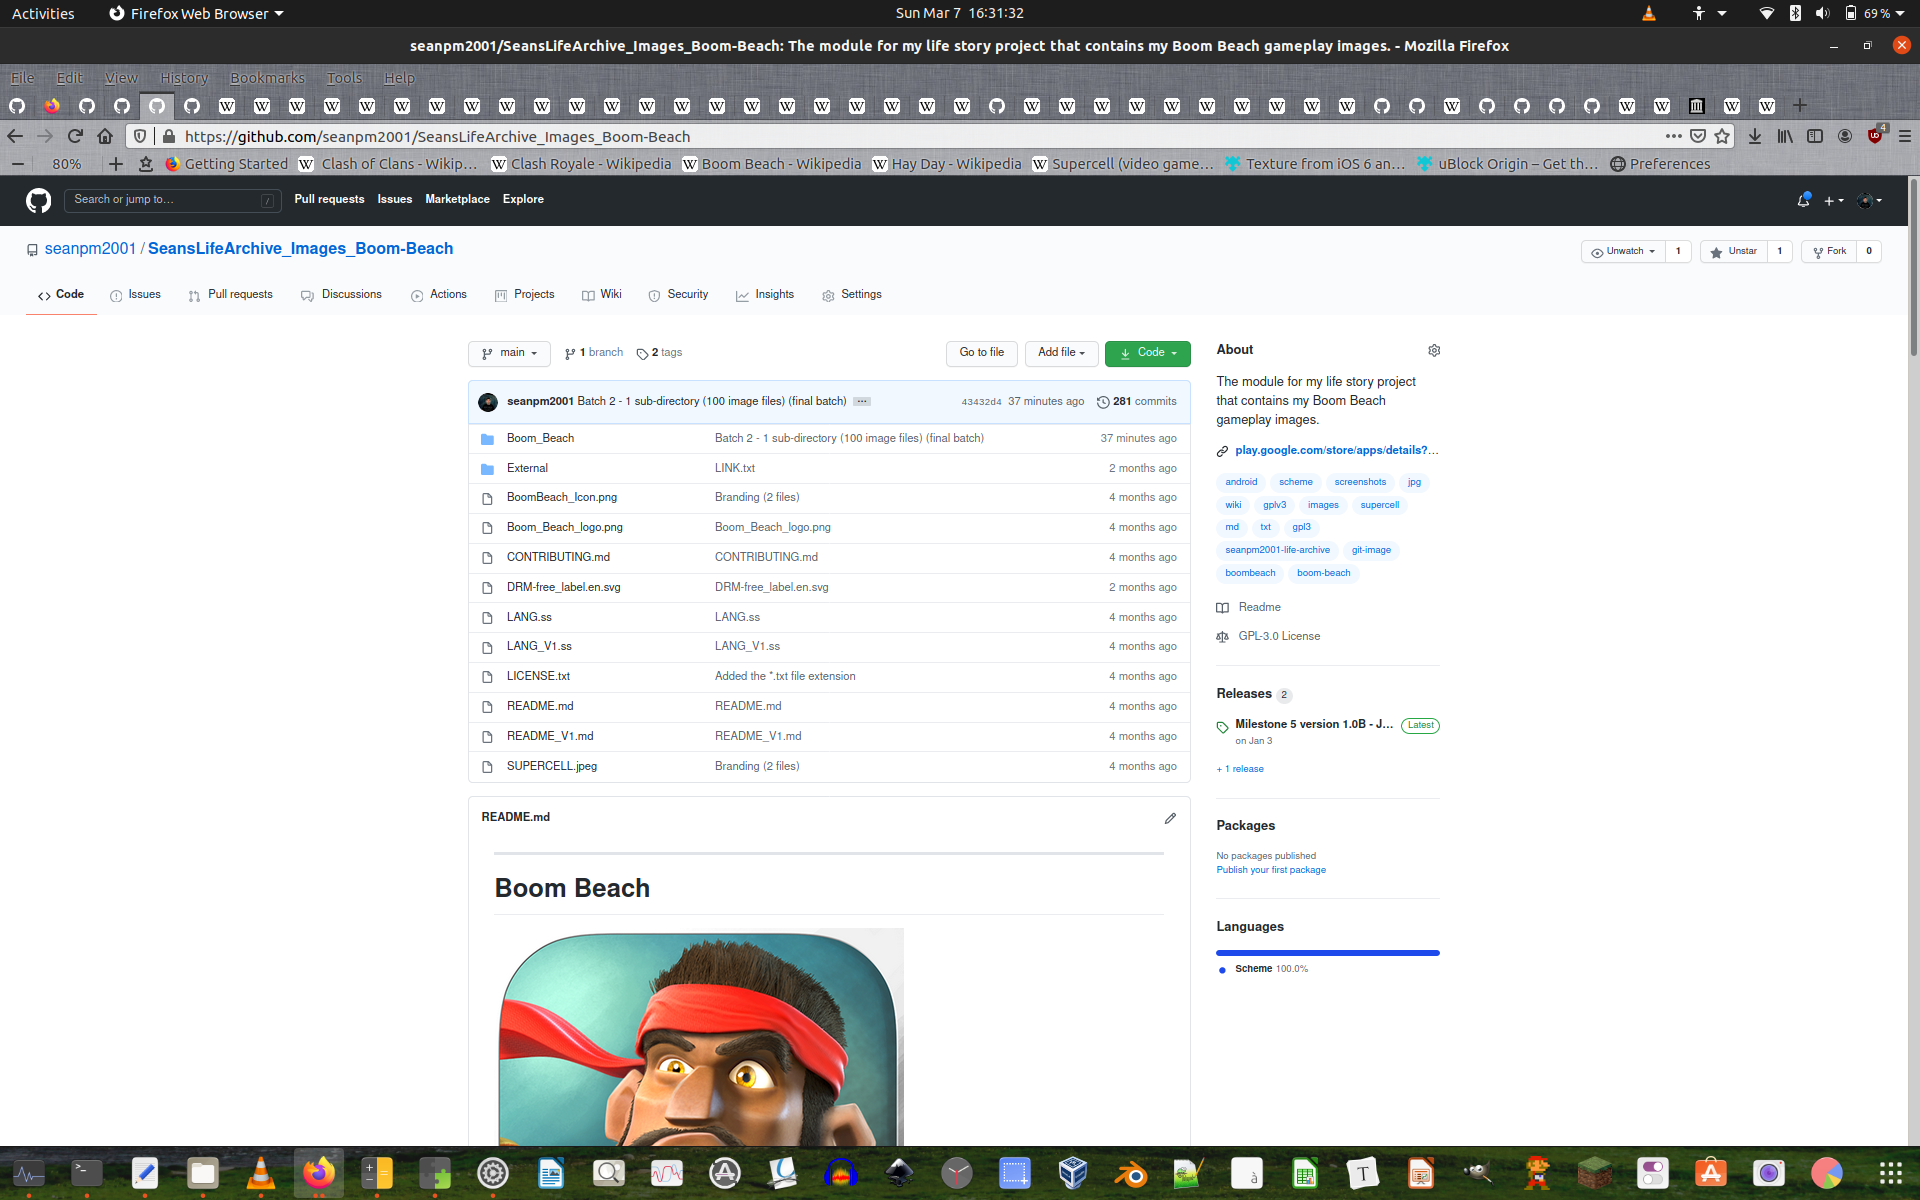 Activities Firefox Web Browser Sun Mar 7 16:31:32 69 %
seanpm2001/SeansLifeArchive_Images_Boom-Beach: The module for my life story project that contains my Boom Beach gameplay images. - Mozilla Firefox
File Edit View History Bookmarks Tools Help
https://github.com/seanpm2001/SeansLifeArchive_Images_Boom-Beach 4
80% Getting Started Clash of Clans - Wikip… Clash Royale - Wikipedia Boom Beach - Wikipedia Hay Day - Wikipedia Supercell (video game… Texture from iOS 6 an… uBlock Origin – Get th… Preferences
Search or jump to… / Pull requests Issues Marketplace Explore
seanpm2001 / SeansLifeArchive_Images_Boom-Beach Unwatch 1 Unstar 1 Fork 0
Code Issues Pull requests Discussions Actions Projects Wiki Security Insights Settings
main 1 branch 2 tags Go to file Add file Code
seanpm2001 Batch 2 - 1 sub-directory (100 image files) (final batch) ... 43432d4 37 minutes ago 281 commits
Boom_Beach Batch 2 - 1 sub-directory (100 image files) (final batch) 37 minutes ago
External LINK.txt 2 months ago
BoomBeach_Icon.png Branding (2 files) 4 months ago
Boom_Beach_logo.png Boom_Beach_logo.png 4 months ago
CONTRIBUTING.md CONTRIBUTING.md 4 months ago
DRM-free_label.en.svg DRM-free_label.en.svg 2 months ago
LANG.ss LANG.ss 4 months ago
LANG_V1.ss LANG_V1.ss 4 months ago
LICENSE.txt Added the *.txt file extension 4 months ago
README.md README.md 4 months ago
README_V1.md README_V1.md 4 months ago
SUPERCELL.jpeg Branding (2 files) 4 months ago
README.md
Boom Beach
About
The module for my life story project
that contains my Boom Beach
gameplay images.
play.google.com/store/apps/details?...
android scheme screenshots jpg
wiki gplv3 images supercell
md txt gpl3
seanpm2001-life-archive git-image
boombeach boom-beach
Readme
GPL-3.0 License
Releases 2
Milestone 5 version 1.0B - J... Latest
on Jan 3
+ 1 release
Packages
No packages published
Publish your first package
Languages
Scheme 100.0%